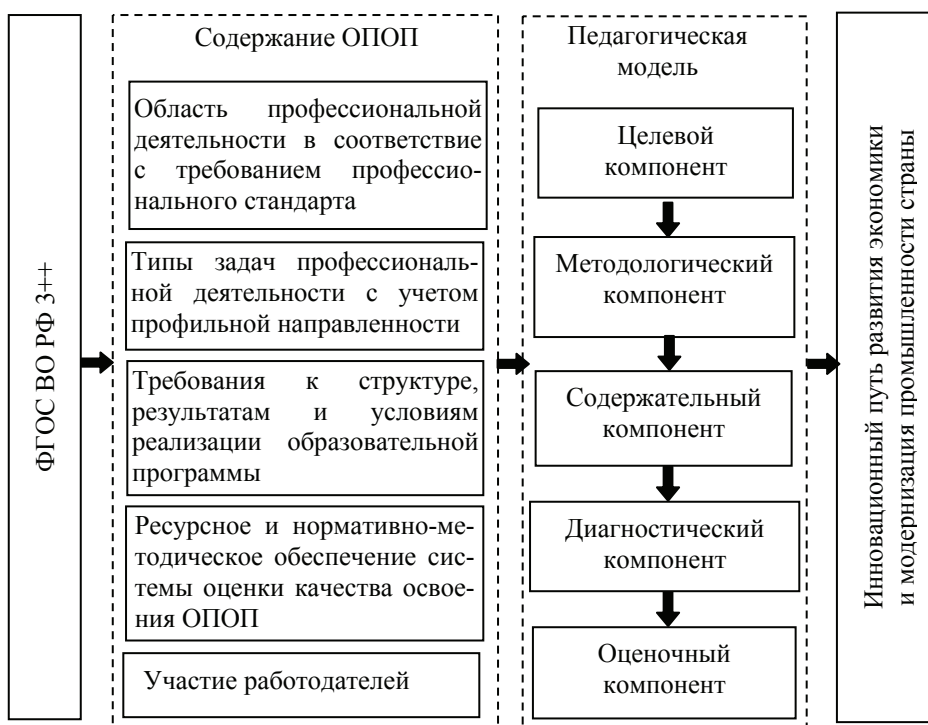 ФГОС ВО РФ 3++
Содержание ОПОП
Область профессиональной
деятельности в соответствие
с требованием профессио-
нального стандарта
Типы задач профессиональ-
ной деятельности с учетом
профильной направленности
Требования к структуре,
результатам и условиям
реализации образовательной
программы
Ресурсное и нормативно-ме-
тодическое обеспечение сис-
темы оценки качества освое-
ния ОПОП
Участие работодателей
Педагогическая
модель
Целевой
компонент
Методологический
компонент
Содержательный
компонент
Диагностический
компонент
Оценочный
компонент
Инновационный путь развития экономики
и модернизация промышленности страны